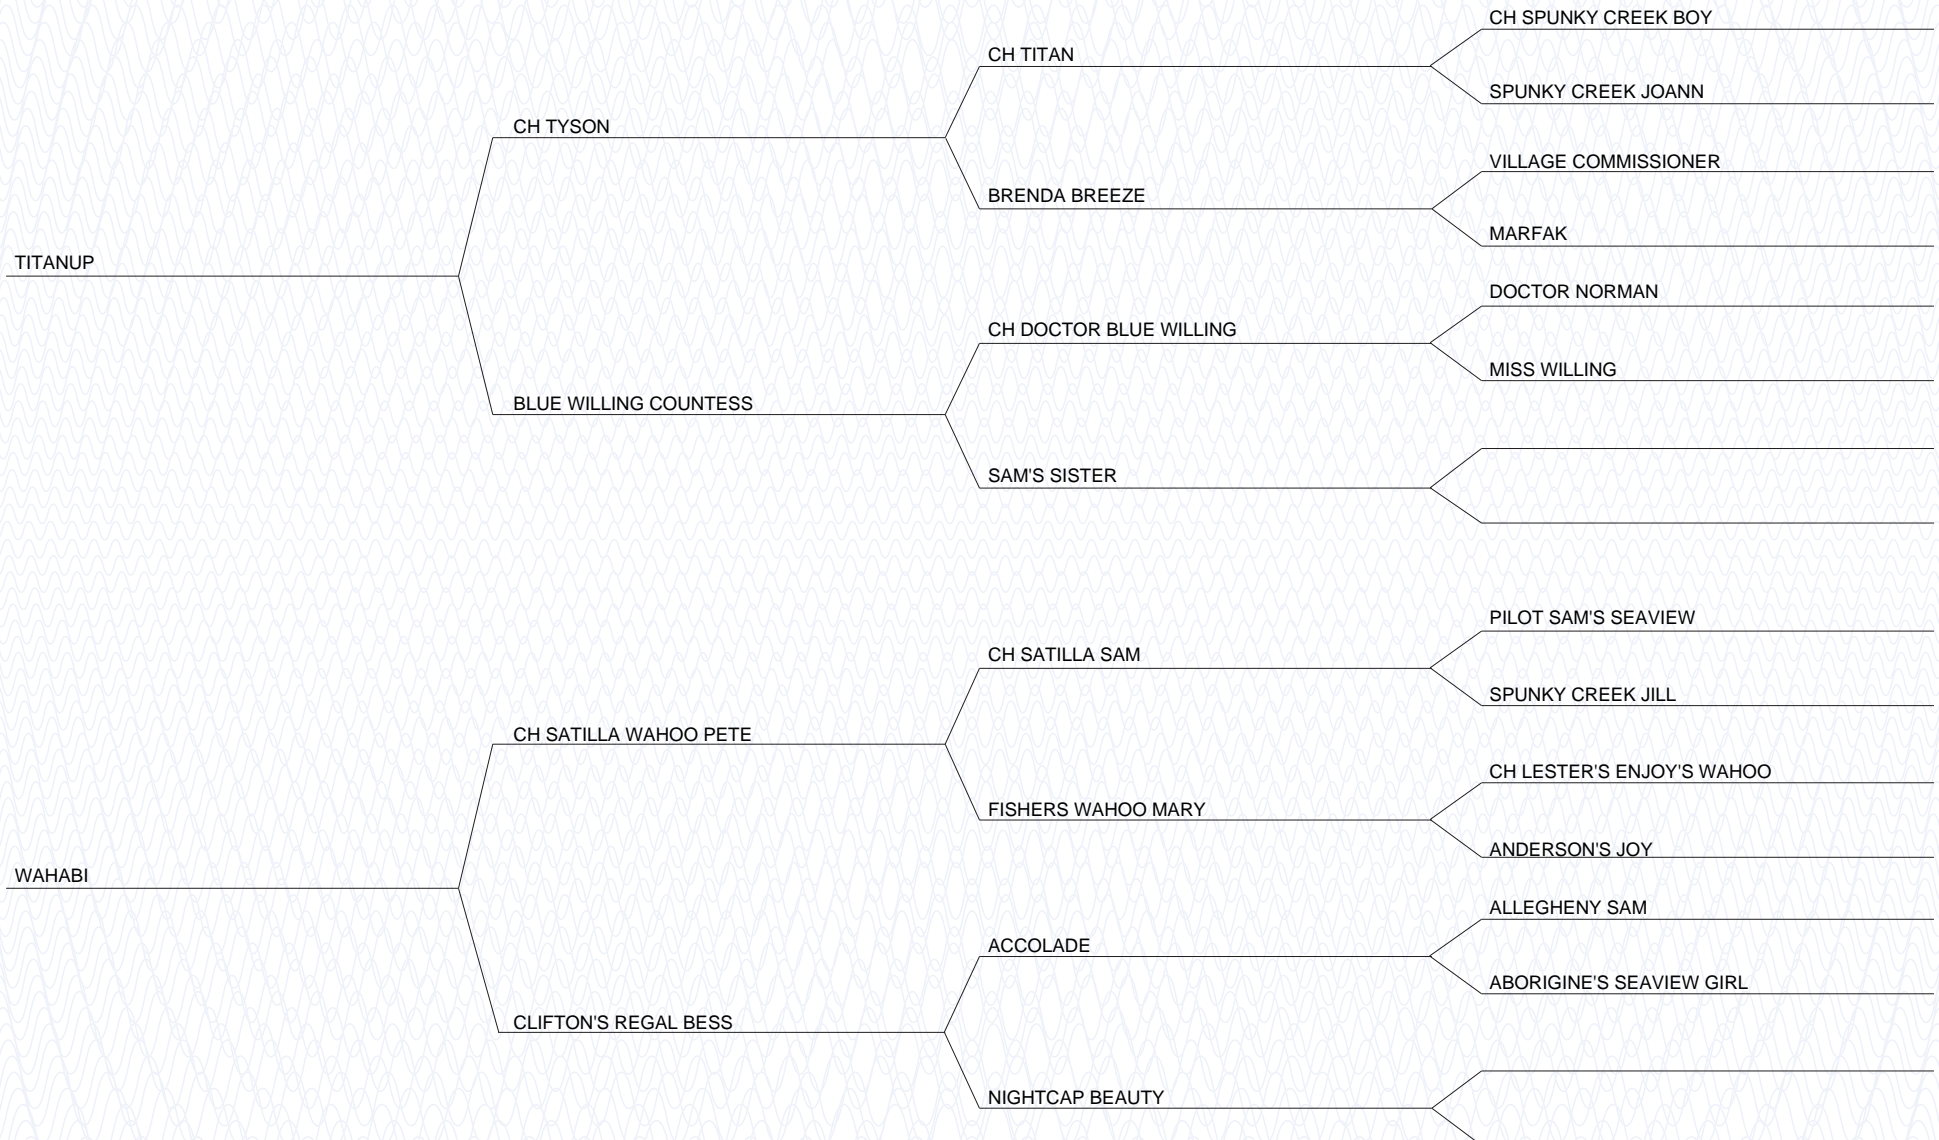 CH SPUNKY CREEK BOY
CH TITAN
SPUNKY CREEK JOANN
CH TYSON
VILLAGE COMMISSIONER
BRENDA BREEZE
MARFAK
TITANUP
DOCTOR NORMAN
CH DOCTOR BLUE WILLING
MISS WILLING
BLUE WILLING COUNTESS
SAM'S SISTER
PILOT SAM'S SEAVIEW
CH SATILLA SAM
SPUNKY CREEK JILL
CH SATILLA WAHOO PETE
CH LESTER'S ENJOY'S WAHOO
FISHERS WAHOO MARY
ANDERSON'S JOY
WAHABI
ALLEGHENY SAM
ACCOLADE
ABORIGINE'S SEAVIEW GIRL
CLIFTON'S REGAL BESS
NIGHTCAP BEAUTY